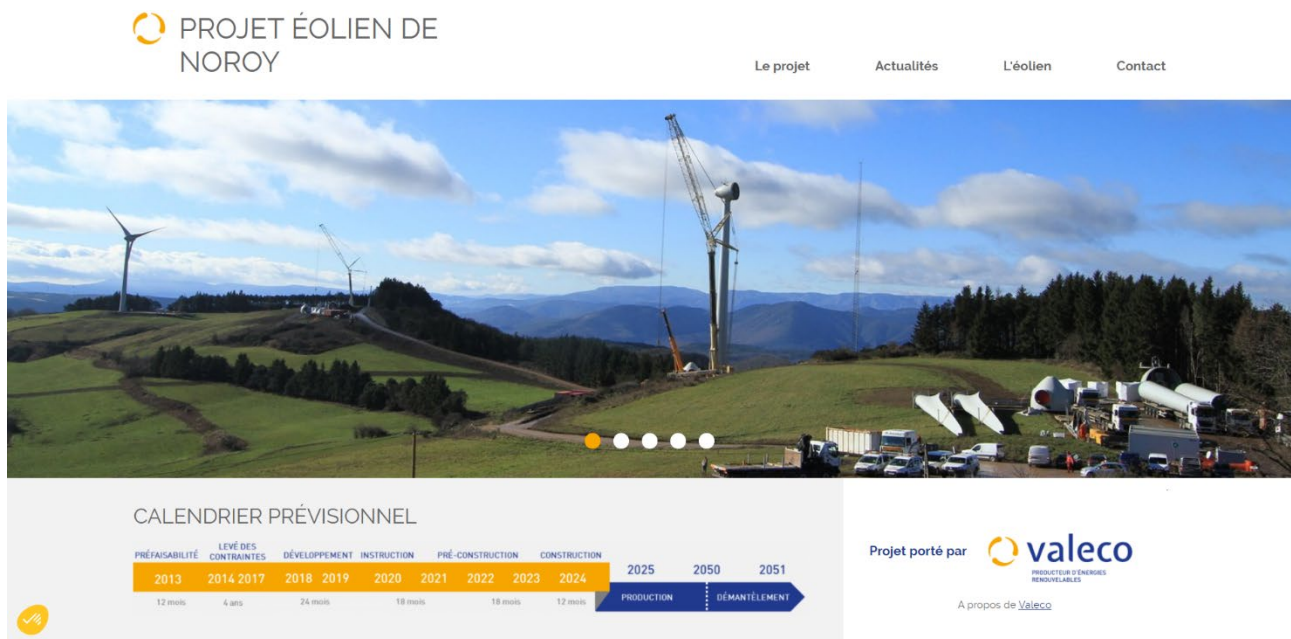 PROJET ÉOLIEN DE
NOROY
Le projet Actualités L'éolien Contact
CALENDRIER PRÉVISIONNEL
PRÉFAISABILITÉ LEVÉ DES CONTRAINTES DÉVELOPPEMENT INSTRUCTION PRÉ-CONSTRUCTION CONSTRUCTION
2013 2014 2017 2018 2019 2020 2021 2022 2023 2024 2025 2050 2051
12 mois 4 ans 24 mois 18 mois 18 mois 12 mois
PRODUCTION DÉMANTÈLEMENT
Projet porté par
valeco
PRODUCTEUR D'ÉNERGIES
RENOUVELABLES
A propos de Valeco